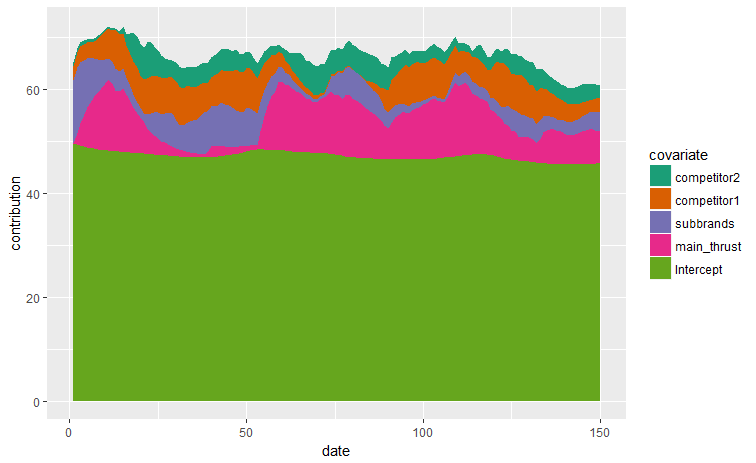 60
40
20
0
contribution
0
50
100
150
date
covariate
competitor2
competitor1
subbrands
main_thrust
Intercept